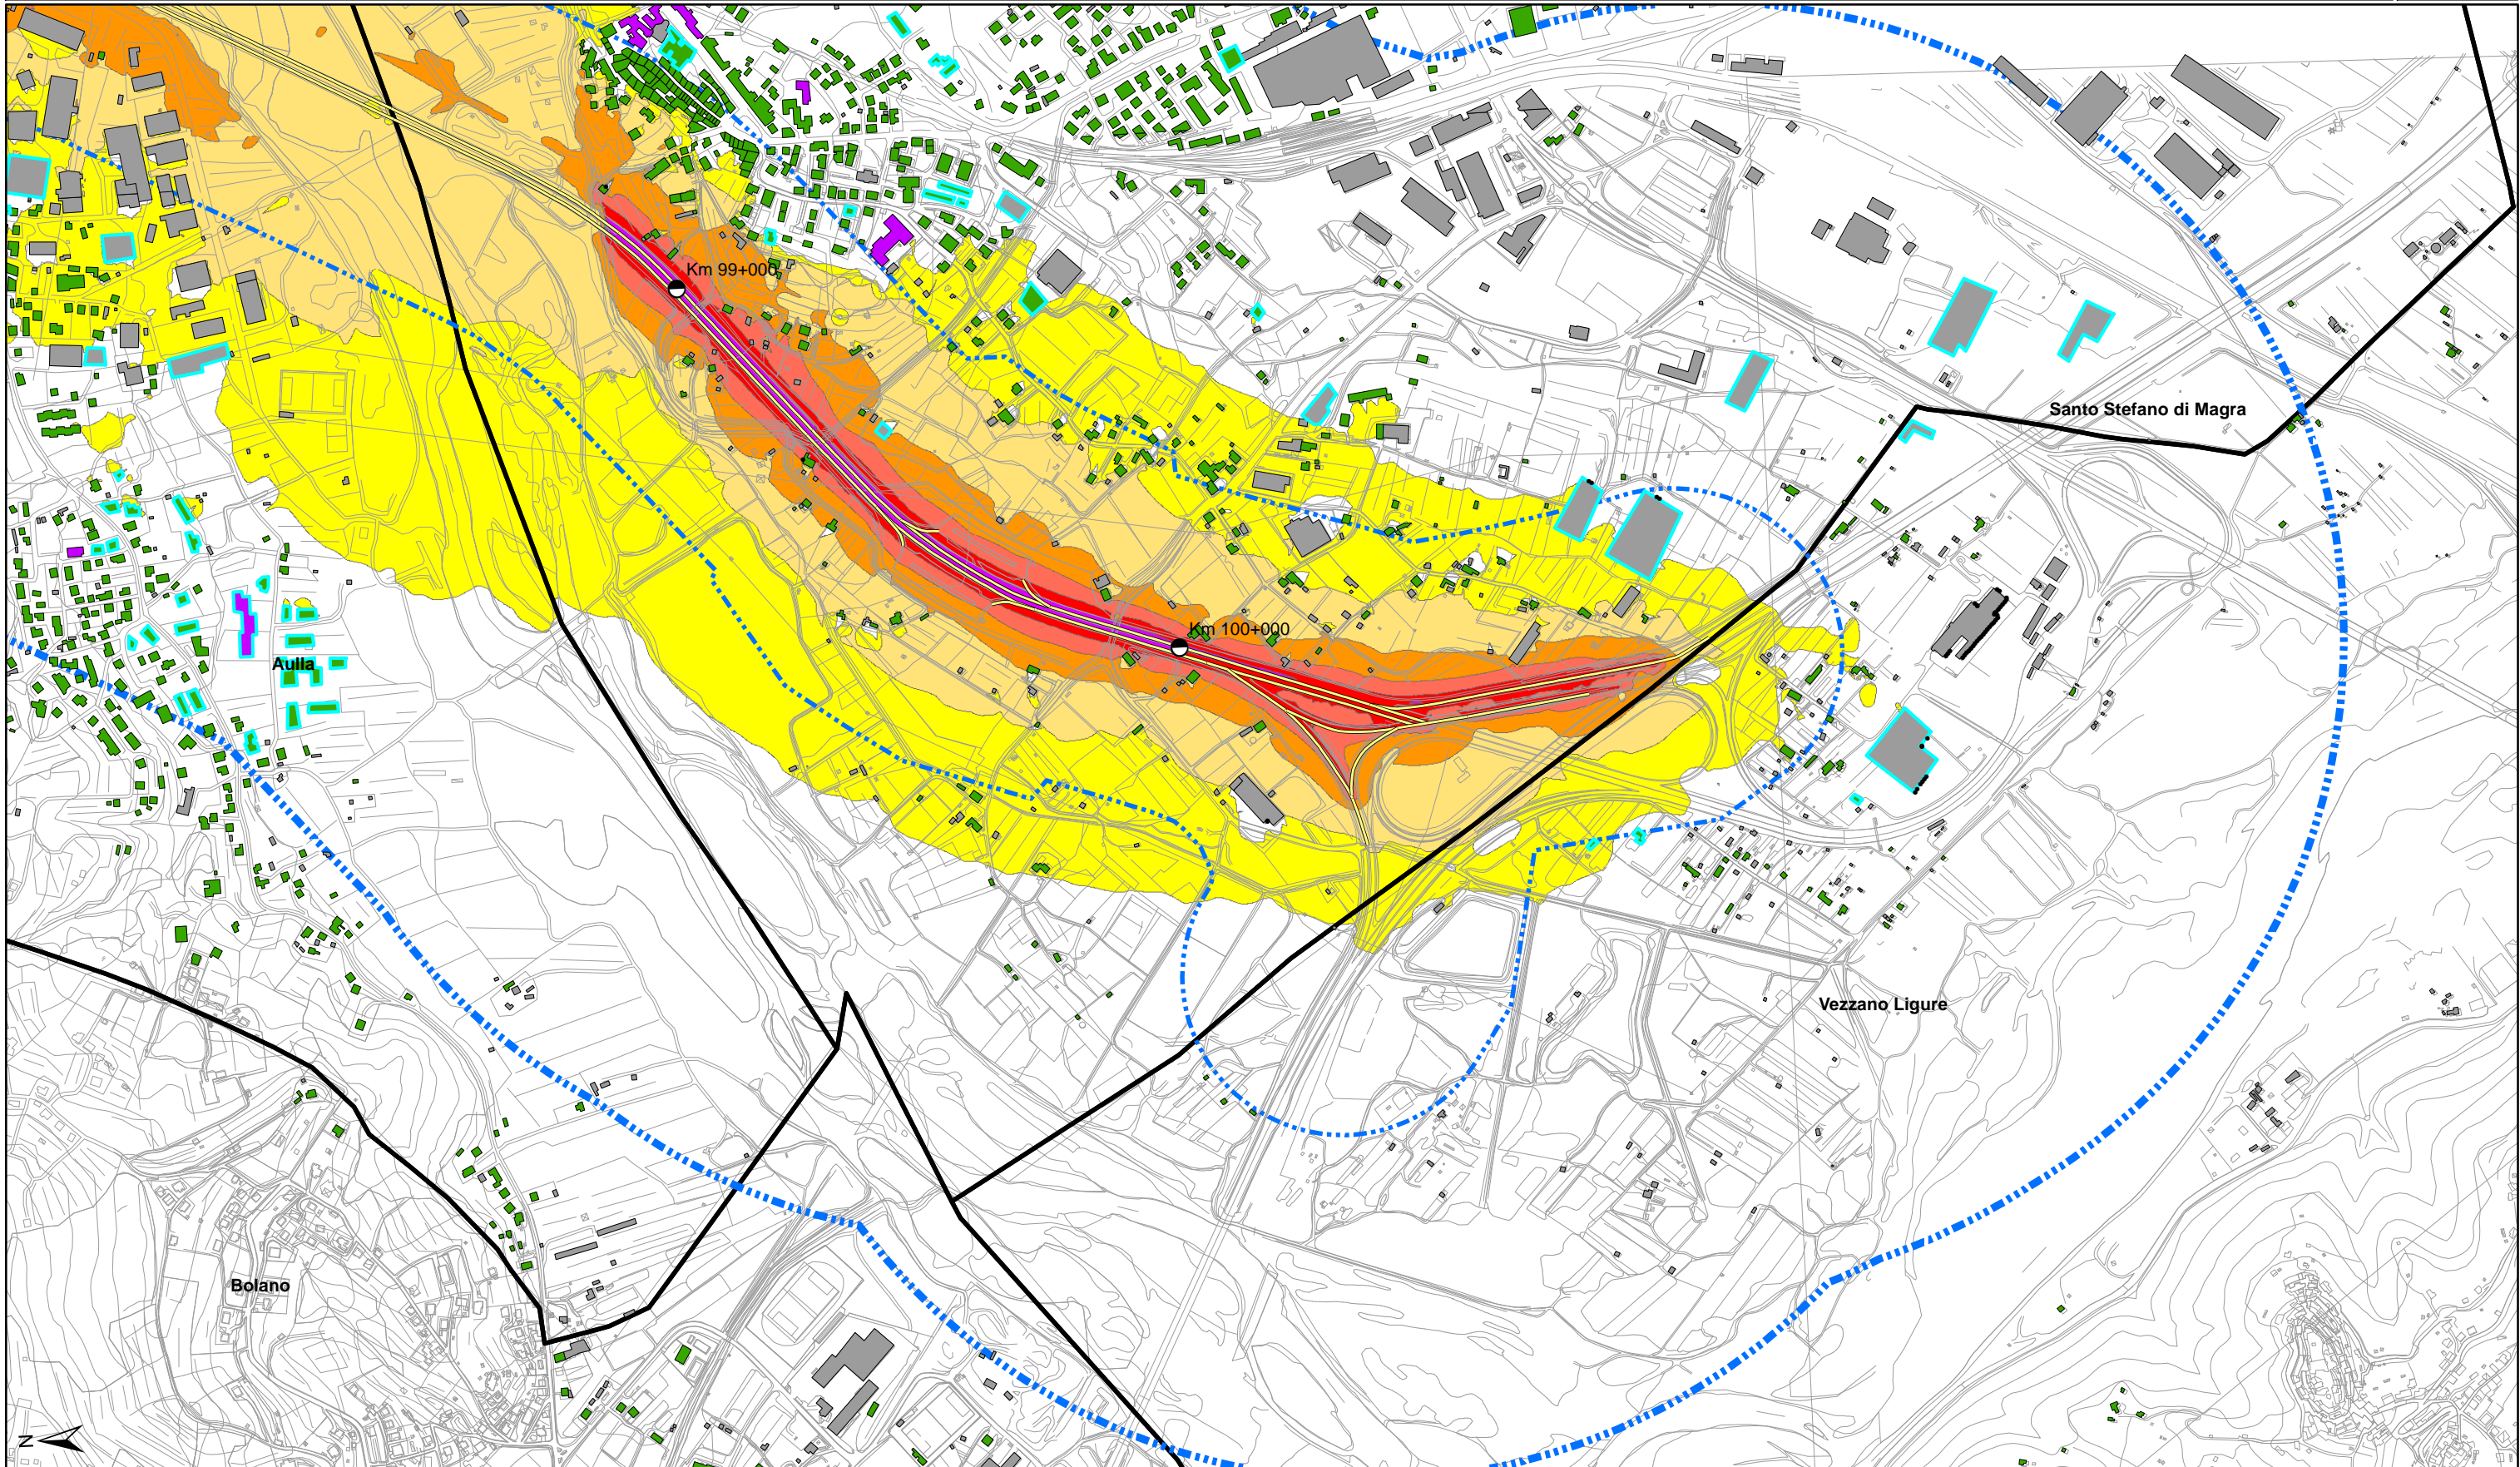 Km 99+000
Santo Stefano di Magra
Km 100+000
Aulla
Vezzano Ligure
Bolano
N